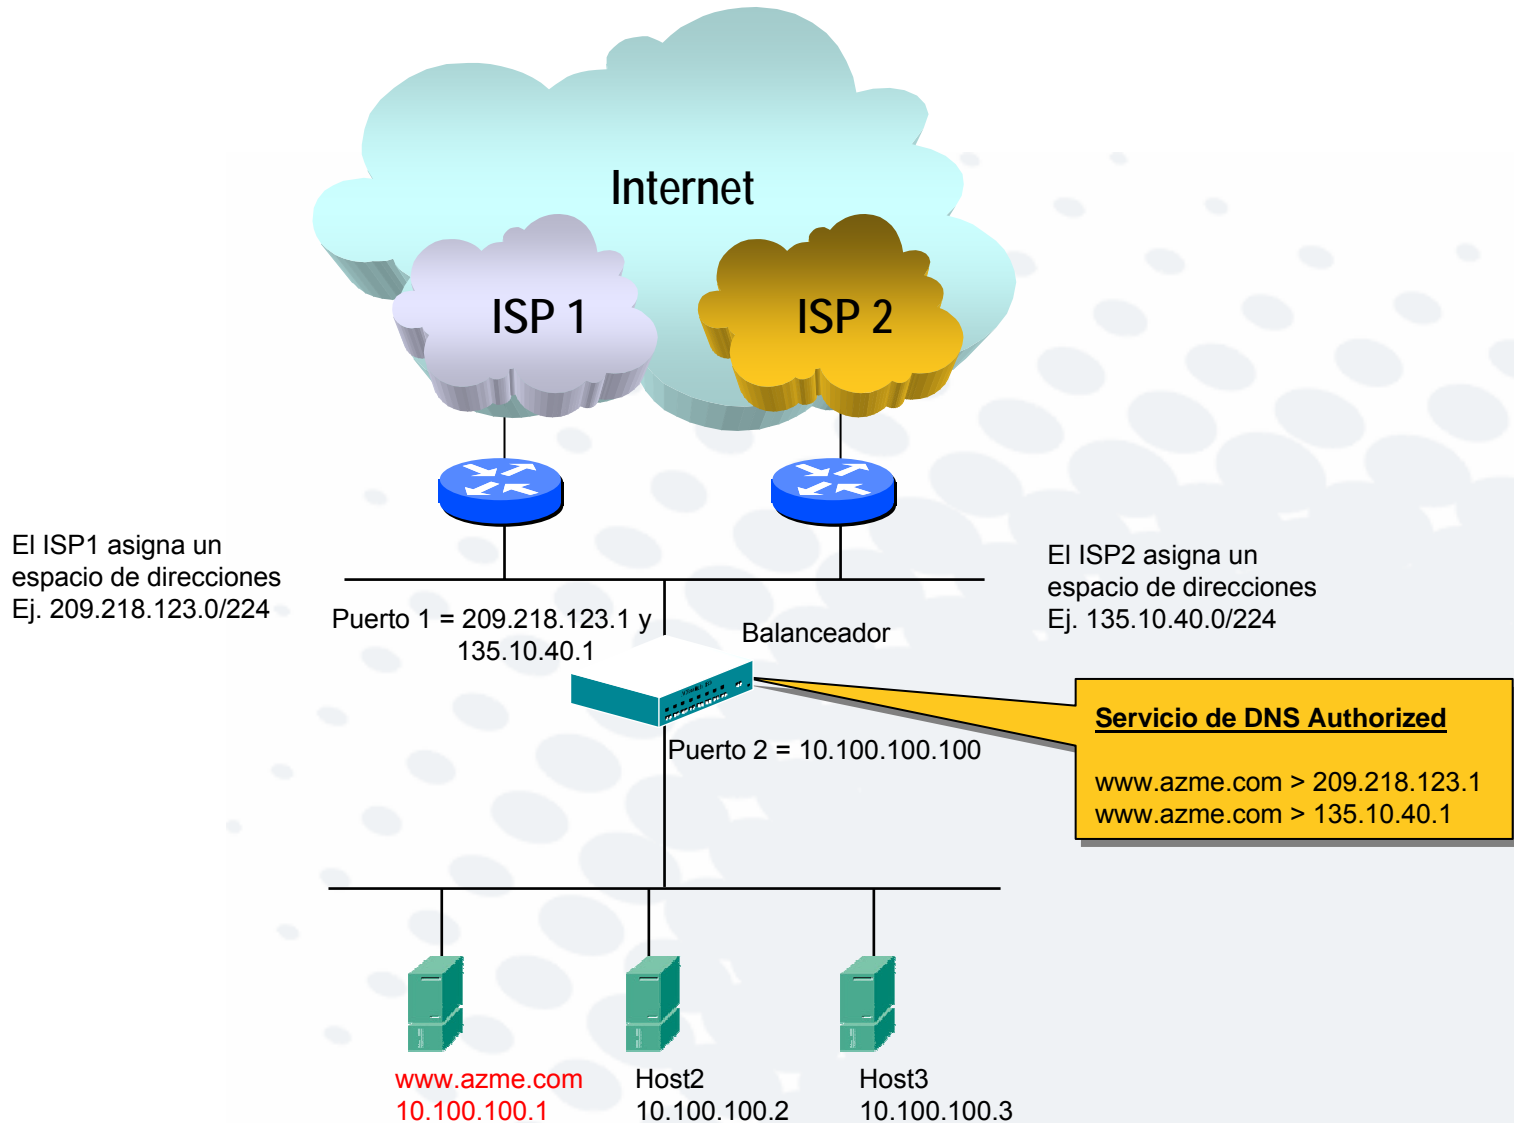 Internet
ISP 1
ISP 2
El ISP1 asigna un
espacio de direcciones
Ej. 209.218.123.0/224
El ISP2 asigna un
espacio de direcciones
Ej. 135.10.40.0/224
Puerto 1 = 209.218.123.1 y
135.10.40.1
Balanceador
Puerto 2 = 10.100.100.100
Servicio de DNS Authorized
www.azme.com > 209.218.123.1
www.azme.com > 135.10.40.1
www.azme.com
10.100.100.1
Host2
10.100.100.2
Host3
10.100.100.3